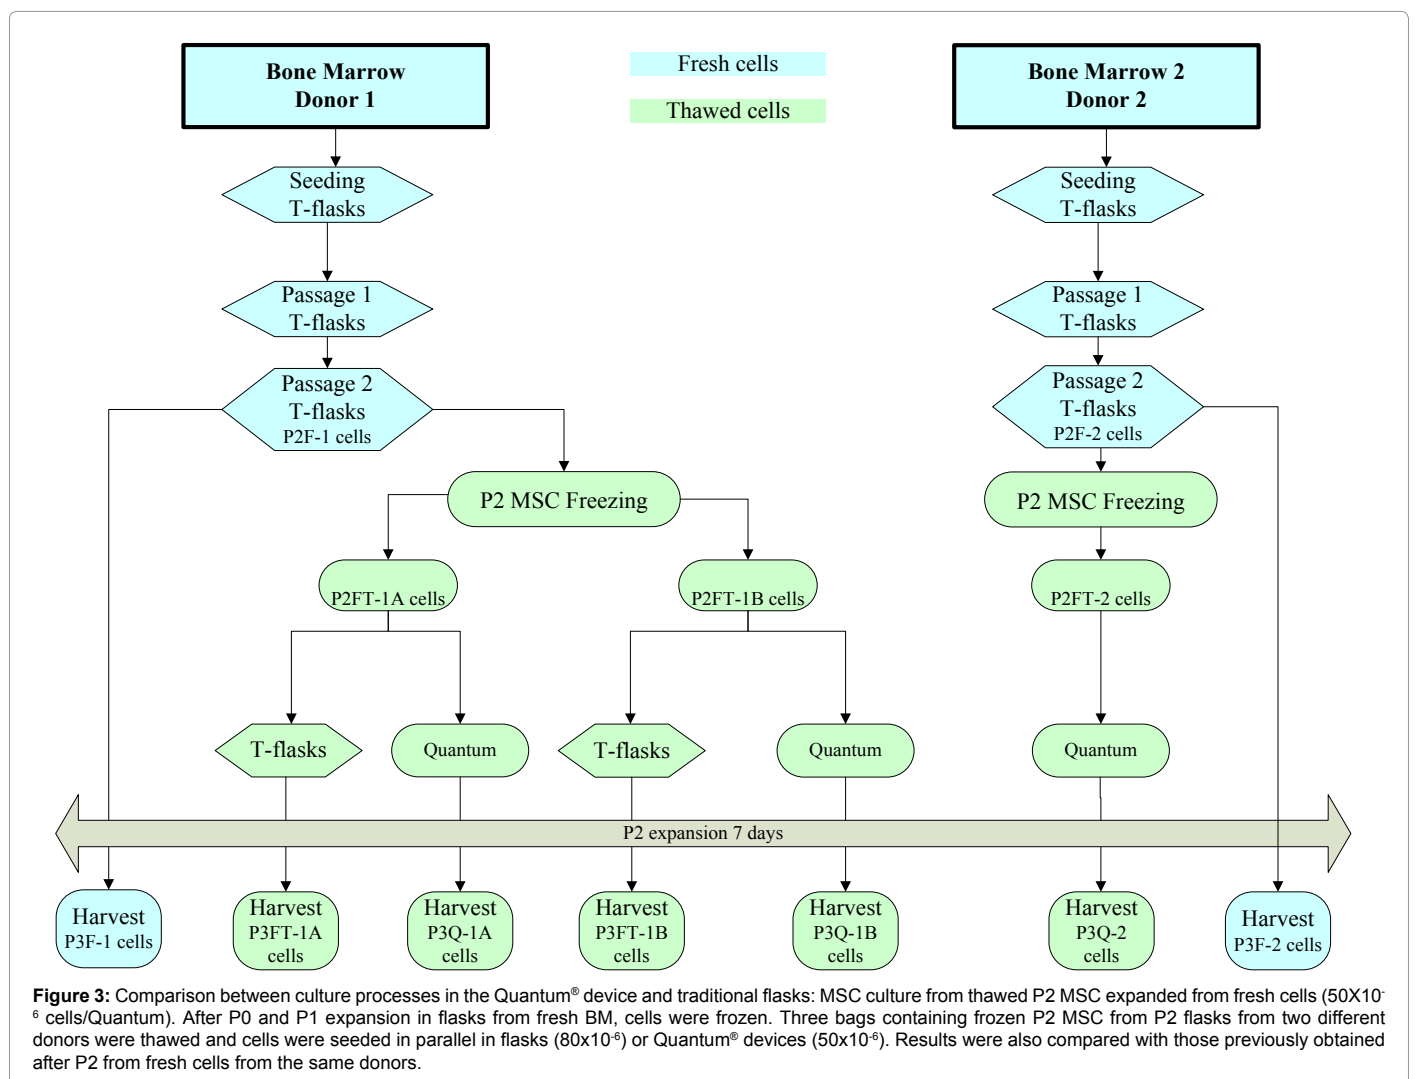 Bone Marrow
Donor 1
Fresh cells
Thawed cells
Bone Marrow 2
Donor 2
Seeding
T-flasks
Seeding
T-flasks
Passage 1
T-flasks
Passage 1
T-flasks
Passage 2
T-flasks
P2F-1 cells
Passage 2
T-flasks
P2F-2 cells
P2 MSC Freezing
P2 MSC Freezing
P2FT-1A cells
P2FT-1B cells
P2FT-2 cells
T-flasks
Quantum
T-flasks
Quantum
Quantum
P2 expansion 7 days
Harvest
P3F-1 cells
Harvest
P3FT-1A
cells
Harvest
P3Q-1A
cells
Harvest
P3FT-1B
cells
Harvest
P3Q-1B
cells
Harvest
P3Q-2
cells
Harvest
P3F-2 cells
Figure 3: Comparison between culture processes in the Quantum® device and traditional flasks: MSC culture from thawed P2 MSC expanded from fresh cells (50X10⁻
⁶ cells/Quantum). After P0 and P1 expansion in flasks from fresh BM, cells were frozen. Three bags containing frozen P2 MSC from P2 flasks from two different
donors were thawed and cells were seeded in parallel in flasks (80x10⁻⁶) or Quantum® devices (50x10⁻⁶). Results were also compared with those previously obtained
after P2 from fresh cells from the same donors.